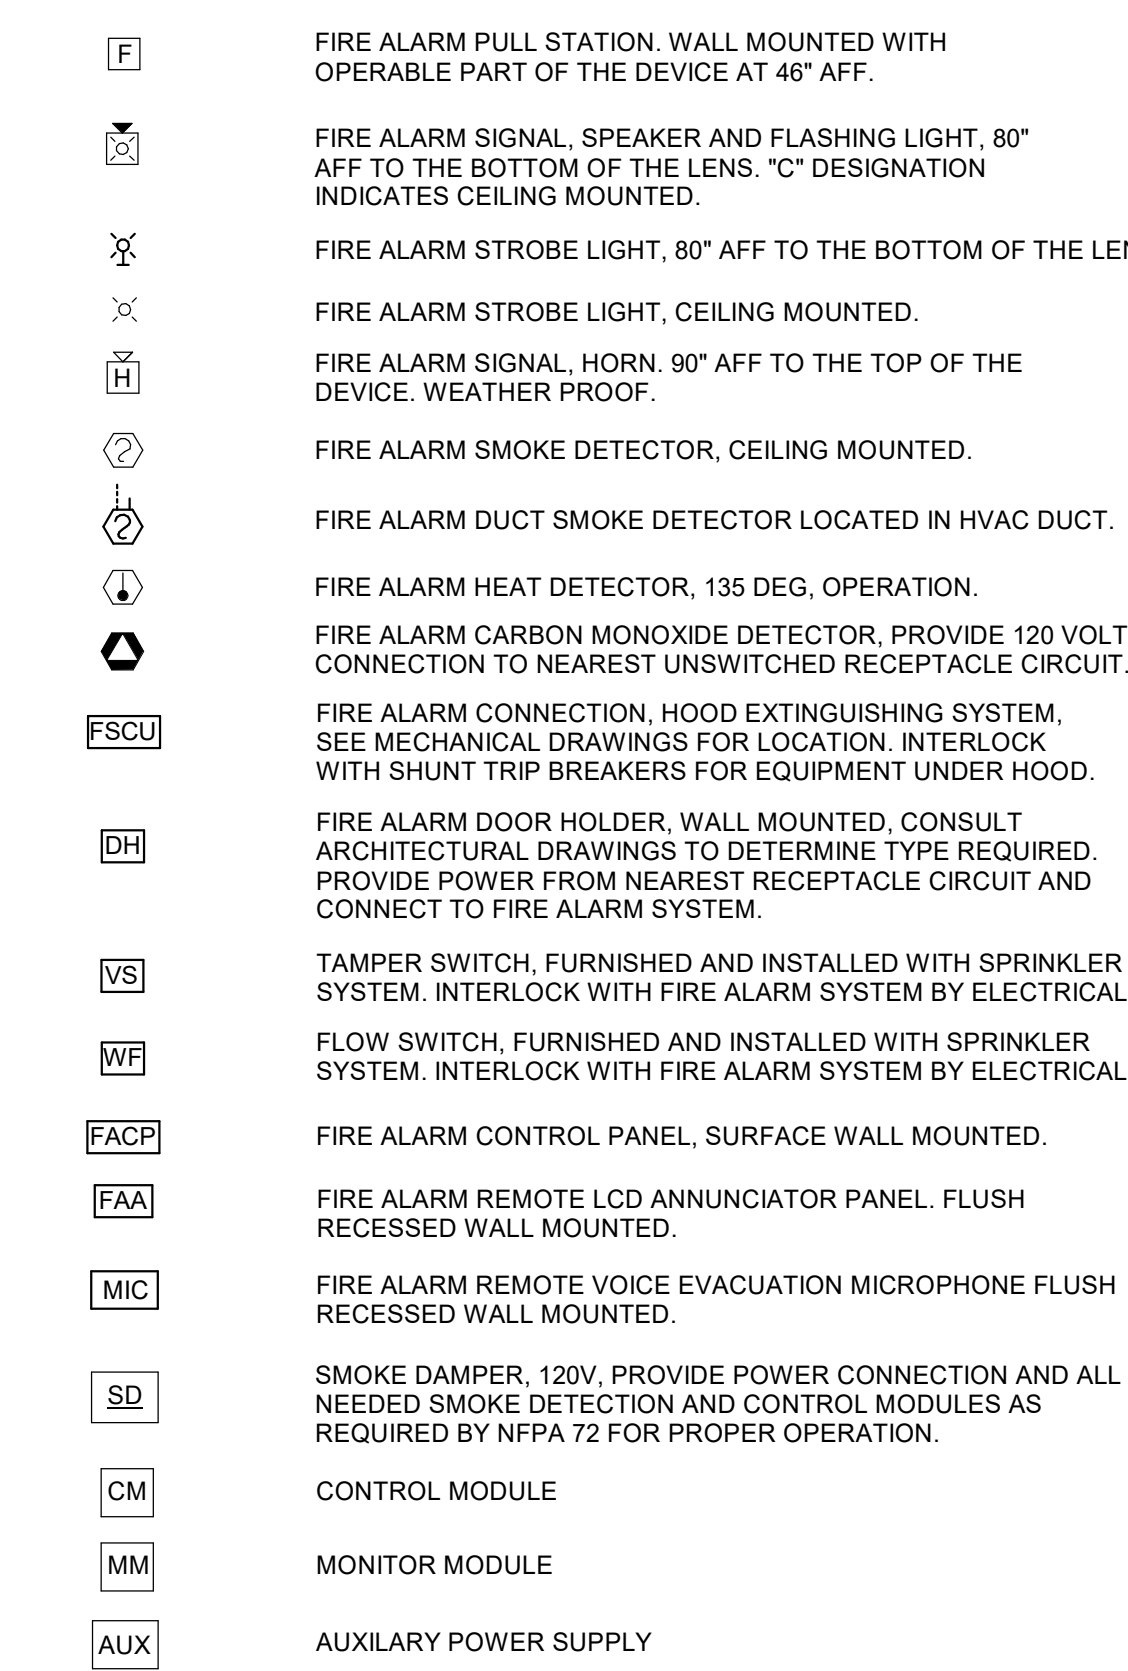 F
FIRE ALARM PULL STATION. WALL MOUNTED WITH
OPERABLE PART OF THE DEVICE AT 46" AFF.
FIRE ALARM SIGNAL, SPEAKER AND FLASHING LIGHT, 80"
AFF TO THE BOTTOM OF THE LENS. "C" DESIGNATION
INDICATES CEILING MOUNTED.
FIRE ALARM STROBE LIGHT, 80" AFF TO THE BOTTOM OF THE
FIRE ALARM STROBE LIGHT, CEILING MOUNTED.
H
FIRE ALARM SIGNAL, HORN. 90" AFF TO THE TOP OF THE
DEVICE. WEATHER PROOF.
FIRE ALARM SMOKE DETECTOR, CEILING MOUNTED.
FIRE ALARM DUCT SMOKE DETECTOR LOCATED IN HVAC DUCT.
FIRE ALARM HEAT DETECTOR, 135 DEG, OPERATION.
FIRE ALARM CARBON MONOXIDE DETECTOR, PROVIDE 120 VOLT
CONNECTION TO NEAREST UNSWITCHED RECEPTACLE CIRCUIT.
FSCU
FIRE ALARM CONNECTION, HOOD EXTINGUISHING SYSTEM,
SEE MECHANICAL DRAWINGS FOR LOCATION. INTERLOCK
WITH SHUNT TRIP BREAKERS FOR EQUIPMENT UNDER HOOD.
DH
FIRE ALARM DOOR HOLDER, WALL MOUNTED, CONSULT
ARCHITECTURAL DRAWINGS TO DETERMINE TYPE REQUIRED.
PROVIDE POWER FROM NEAREST RECEPTACLE CIRCUIT AND
CONNECT TO FIRE ALARM SYSTEM.
VS
TAMPER SWITCH, FURNISHED AND INSTALLED WITH SPRINKLER
SYSTEM. INTERLOCK WITH FIRE ALARM SYSTEM BY ELECTRICAL
WF
FLOW SWITCH, FURNISHED AND INSTALLED WITH SPRINKLER
SYSTEM. INTERLOCK WITH FIRE ALARM SYSTEM BY ELECTRICAL
FACP
FIRE ALARM CONTROL PANEL, SURFACE WALL MOUNTED.
FAA
FIRE ALARM REMOTE LCD ANNUNCIATOR PANEL. FLUSH
RECESSED WALL MOUNTED.
MIC
FIRE ALARM REMOTE VOICE EVACUATION MICROPHONE FLUSH
RECESSED WALL MOUNTED.
SD
SMOKE DAMPER, 120V, PROVIDE POWER CONNECTION AND ALL
NEEDED SMOKE DETECTION AND CONTROL MODULES AS
REQUIRED BY NFPA 72 FOR PROPER OPERATION.
CM
CONTROL MODULE
MM
MONITOR MODULE
AUX
AUXILARY POWER SUPPLY